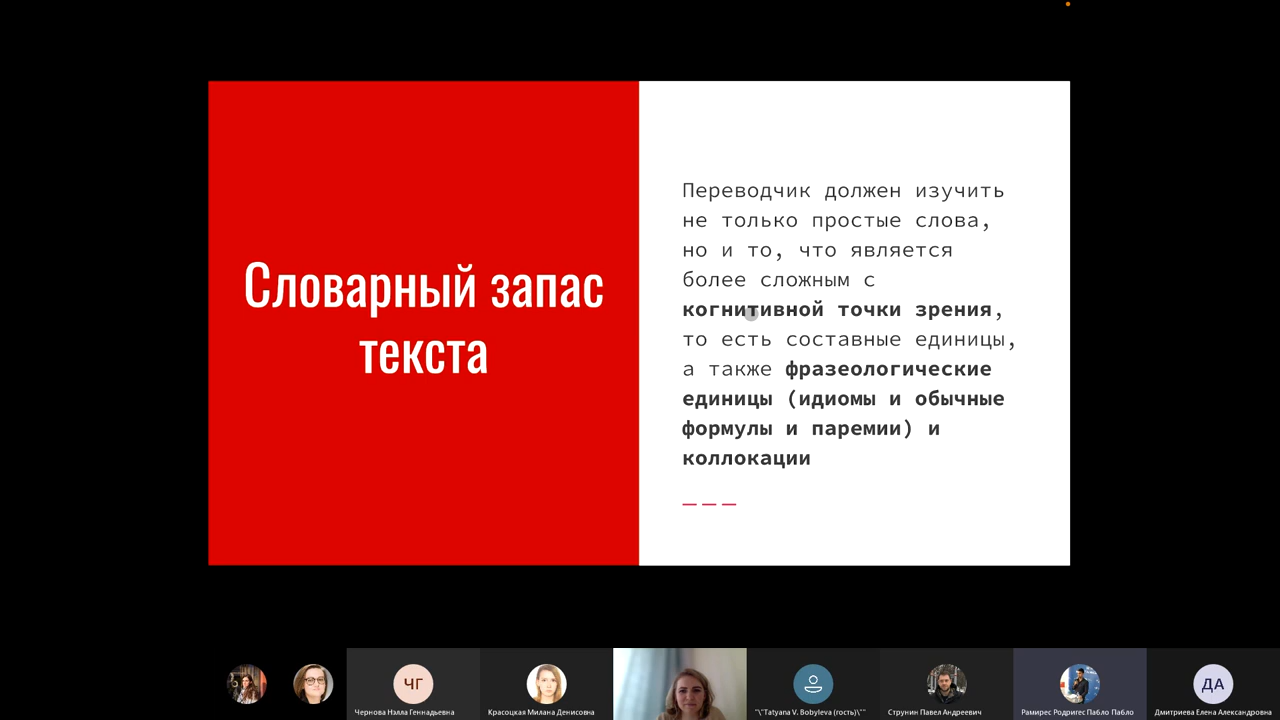 Словарный запас
текста
Переводчик должен изучить
не только простые слова,
но и то, что является
более сложным с
когнитивной точки зрения,
то есть составные единицы,
а также фразеологические
единицы (идиомы и обычные
формулы и паремии) и
коллокации
ЧГ
Чернова Нэлла Геннадьевна
Красоцкая Милана Денисовна
"\"Tatyana V. Bobyleva (гость)\""
Струнин Павел Андреевич
Рамирес Родригес Пабло Пабло
ДА
Дмитриева Елена Александровна